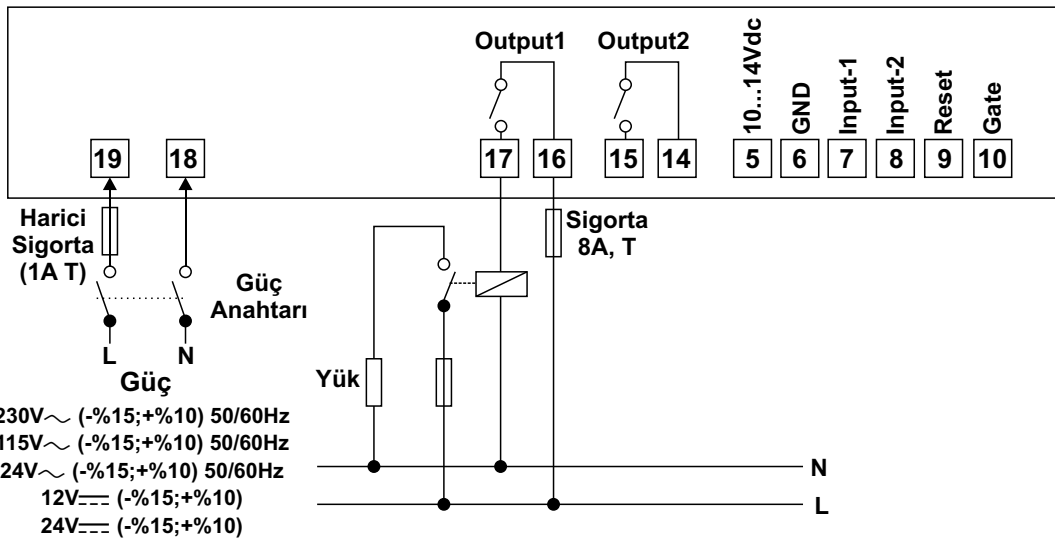 Output1
Output2
10...14Vdc
GND
Input-1
Input-2
Reset
Gate
19
18
17
16
15
14
5
6
7
8
9
10
Harici
Sigorta
(1A T)
Güç
Anahtarı
L
N
Güç
Sigorta
8A, T
Yük
230V (-%15;+%10) 50/60Hz
115V (-%15;+%10) 50/60Hz
24V (-%15;+%10) 50/60Hz
12V (-%15;+%10)
24V (-%15;+%10)
N
L